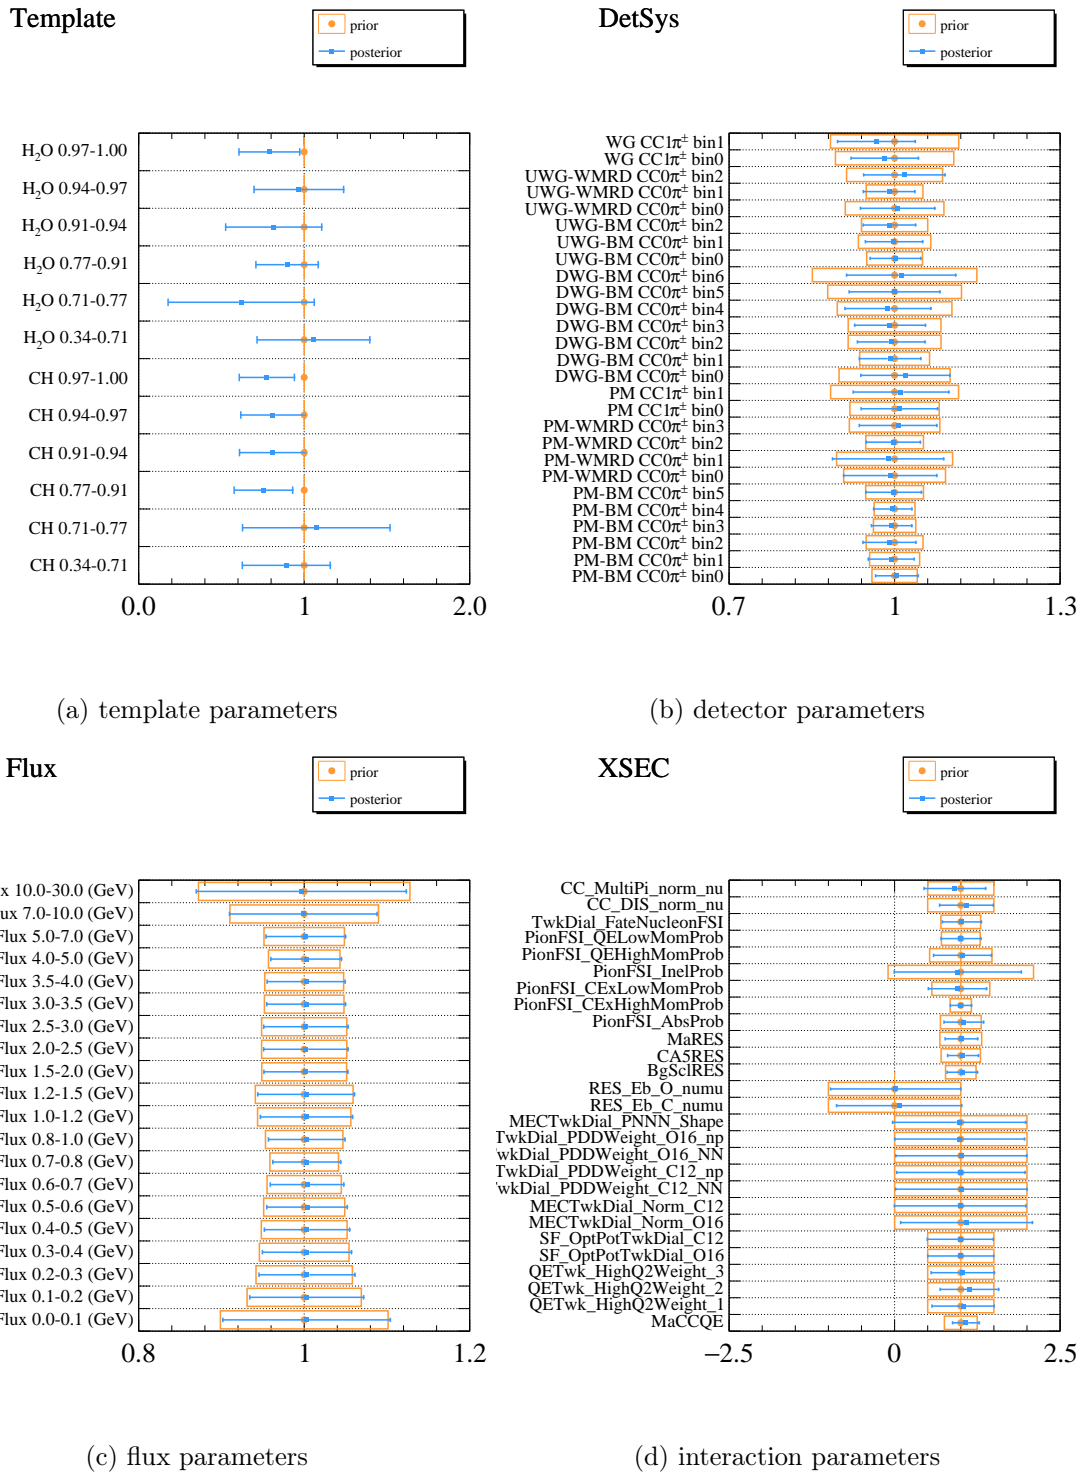 Template
prior
posterior
H2O 0.97-1.00
H2O 0.94-0.97
H2O 0.91-0.94
H2O 0.77-0.91
H2O 0.71-0.77
H2O 0.34-0.71
CH 0.97-1.00
CH 0.94-0.97
CH 0.91-0.94
CH 0.77-0.91
CH 0.71-0.77
CH 0.34-0.71
0.0 1 2.0
(a) template parameters
DetSys
prior
posterior
WG CC1π± bin1
WG CC1π± bin0
UWG-WMRD CC0π± bin2
UWG-WMRD CC0π± bin1
UWG-WMRD CC0π± bin0
UWG-BM CC0π± bin2
UWG-BM CC0π± bin1
UWG-BM CC0π± bin0
DWG-BM CC0π± bin6
DWG-BM CC0π± bin5
DWG-BM CC0π± bin4
DWG-BM CC0π± bin3
DWG-BM CC0π± bin2
DWG-BM CC0π± bin1
DWG-BM CC0π± bin0
PM CC1π± bin1
PM CC1π± bin0
PM-WMRD CC0π± bin3
PM-WMRD CC0π± bin2
PM-WMRD CC0π± bin1
PM-WMRD CC0π± bin0
PM-BM CC0π± bin5
PM-BM CC0π± bin4
PM-BM CC0π± bin3
PM-BM CC0π± bin2
PM-BM CC0π± bin1
PM-BM CC0π± bin0
0.7 1 1.3
(b) detector parameters
Flux
prior
posterior
x 10.0-30.0 (GeV)
lux 7.0-10.0 (GeV)
Flux 5.0-7.0 (GeV)
Flux 4.0-5.0 (GeV)
Flux 3.5-4.0 (GeV)
Flux 3.0-3.5 (GeV)
Flux 2.5-3.0 (GeV)
Flux 2.0-2.5 (GeV)
Flux 1.5-2.0 (GeV)
Flux 1.2-1.5 (GeV)
Flux 1.0-1.2 (GeV)
Flux 0.8-1.0 (GeV)
Flux 0.7-0.8 (GeV)
Flux 0.6-0.7 (GeV)
Flux 0.5-0.6 (GeV)
Flux 0.4-0.5 (GeV)
Flux 0.3-0.4 (GeV)
Flux 0.2-0.3 (GeV)
Flux 0.1-0.2 (GeV)
Flux 0.0-0.1 (GeV)
0.8 1 1.2
(c) flux parameters
XSEC
prior
posterior
CC_MultiPi_norm_nu
CC_DIS_norm_nu
TwkDial_FateNucleonFSI
PionFSI_QELowMomProb
PionFSI_QEHighMomProb
PionFSI_InelProb
PionFSI_CExLowMomProb
PionFSI_CExHighMomProb
PionFSI_AbsProb
MaRES
CA5RES
BgSclRES
RES_Eb_O_numu
RES_Eb_C_numu
MECTwkDial_PNNN_Shape
TwkDial_PDDWeight_O16_np
wkDial_PDDWeight_O16_NN
TwkDial_PDDWeight_C12_np
wkDial_PDDWeight_C12_NN
MECTwkDial_Norm_C12
MECTwkDial_Norm_O16
SF_OptPotTwkDial_C12
SF_OptPotTwkDial_O16
QETwk_HighQ2Weight_3
QETwk_HighQ2Weight_2
QETwk_HighQ2Weight_1
MaCCQE
−2.5 0 2.5
(d) interaction parameters